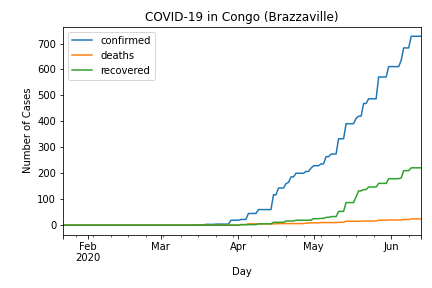 COVID-19 in Congo (Brazzaville)
confirmed
deaths
recovered
Number of Cases
700
600
500
400
300
200
100
0
Feb
2020
Mar
Apr
May
Jun
Day